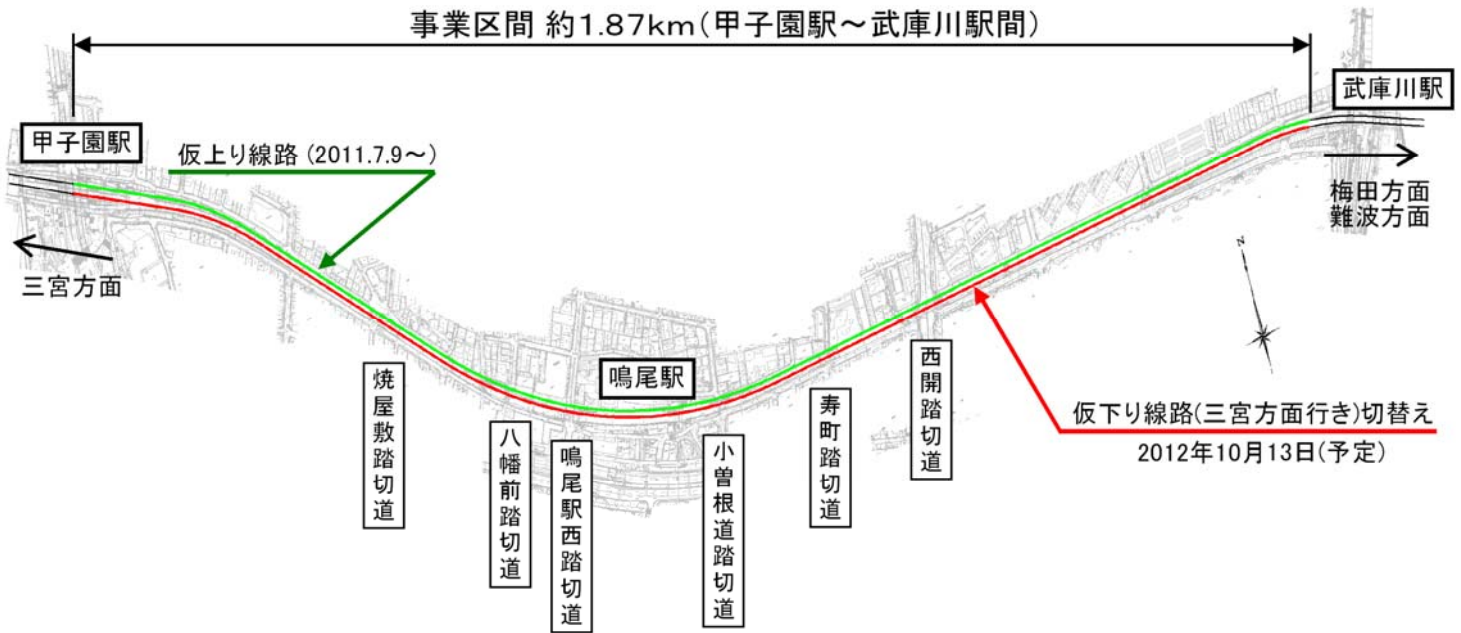 事業区間 約1.87km(甲子園駅～武庫川駅間)
武庫川駅
甲子園駅
仮上り線路 (2011.7.9～)
梅田方面
難波方面
三宮方面
N
鳴尾駅
焼屋敷踏切道
八幡前踏切道
鳴尾駅西踏切道
小曽根道踏切道
寿町踏切道
西開踏切道
仮下り線路(三宮方面行き)切替え
2012年10月13日(予定)